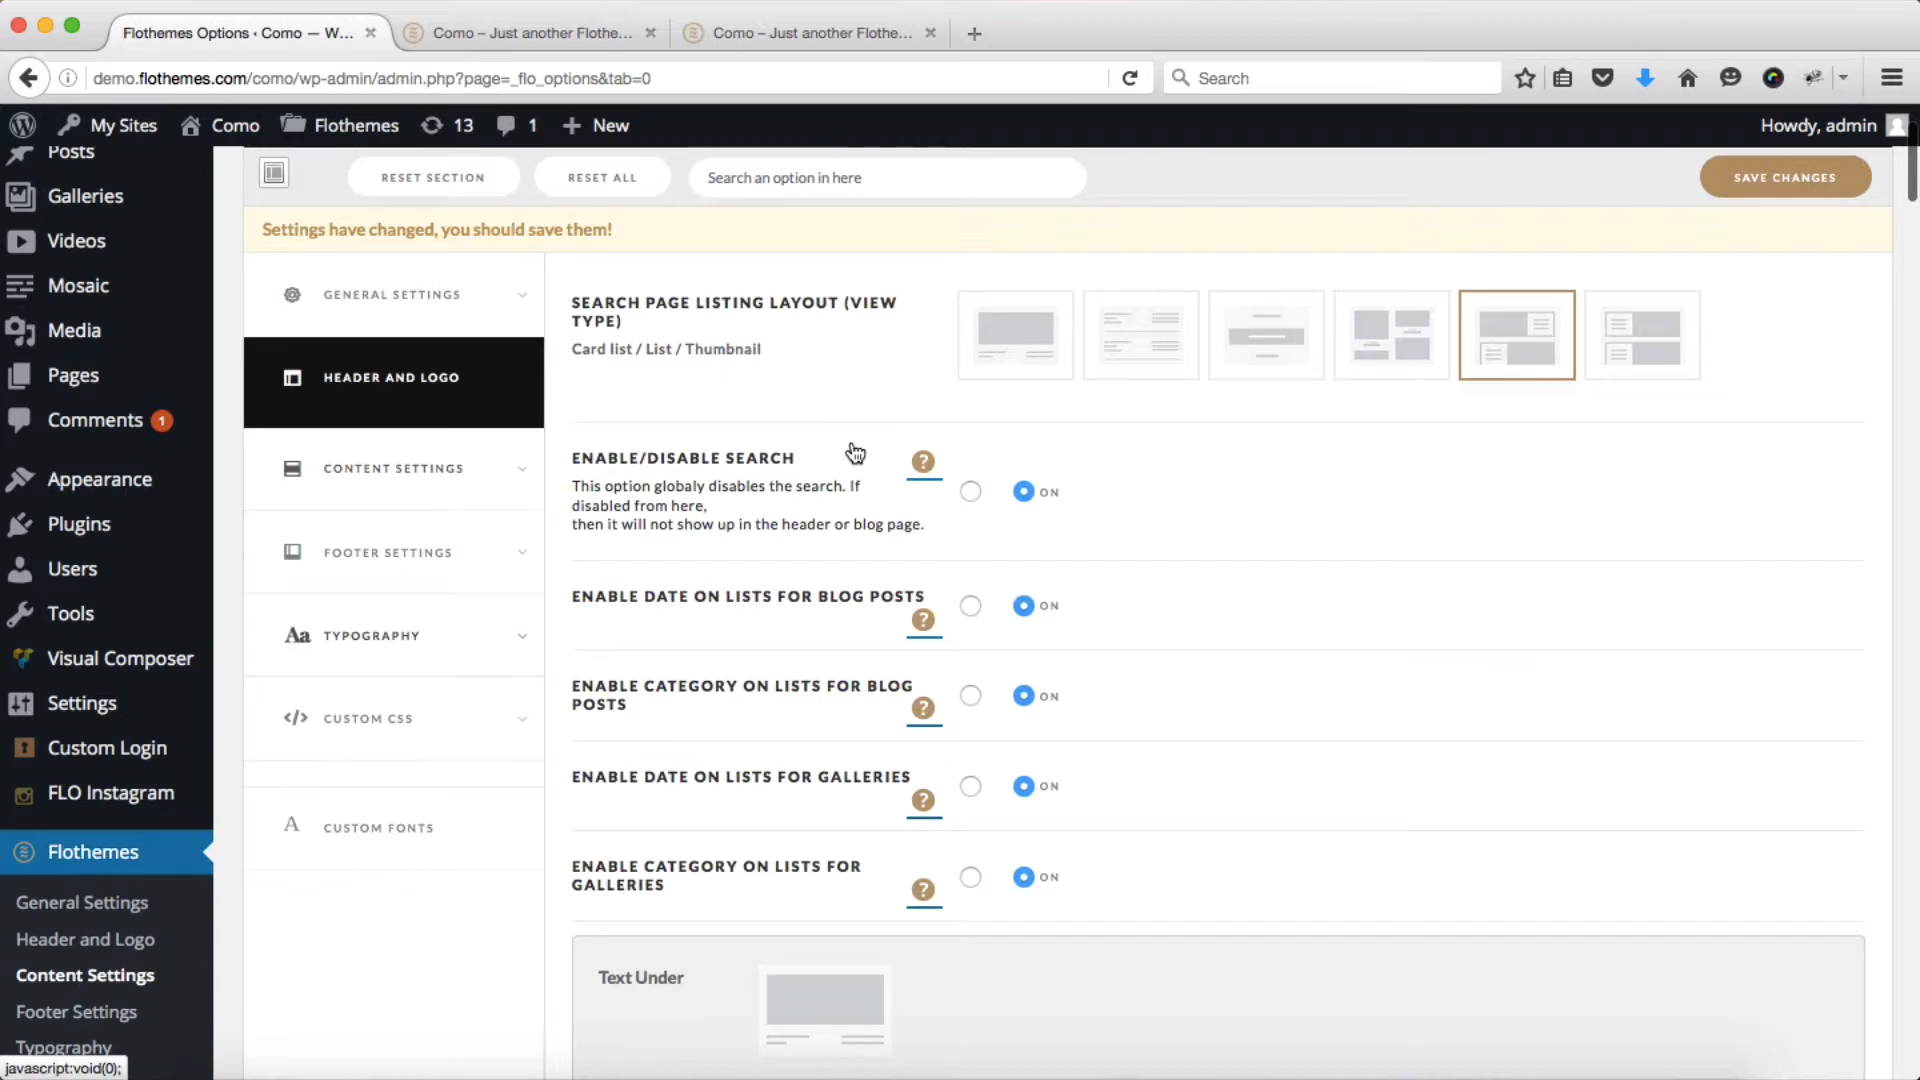 Flothemes Options ‹ Como — W...
Como – Just another Flothe...
Como – Just another Flothe...
demo.flothemes.com/como/wp-admin/admin.php?page=_flo_options&tab=0
Search
My Sites
Como
Flothemes
13
1
New
Howdy, admin
Posts
Galleries
Videos
Mosaic
Media
Pages
Comments 1
Appearance
Plugins
Users
Tools
Visual Composer
Settings
Custom Login
FLO Instagram
Flothemes
General Settings
Header and Logo
Content Settings
Footer Settings
Typography
javascript:void(0);
RESET SECTION
RESET ALL
Search an option in here
SAVE CHANGES
Settings have changed, you should save them!
GENERAL SETTINGS
HEADER AND LOGO
CONTENT SETTINGS
FOOTER SETTINGS
Aa TYPOGRAPHY
</> CUSTOM CSS
A CUSTOM FONTS
SEARCH PAGE LISTING LAYOUT (VIEW
TYPE)
Card list / List / Thumbnail
ENABLE/DISABLE SEARCH
?
This option globaly disables the search. If
disabled from here,
then it will not show up in the header or blog page.
ON
ENABLE DATE ON LISTS FOR BLOG POSTS
?
ON
ENABLE CATEGORY ON LISTS FOR BLOG
POSTS
?
ON
ENABLE DATE ON LISTS FOR GALLERIES
?
ON
ENABLE CATEGORY ON LISTS FOR
GALLERIES
?
ON
Text Under